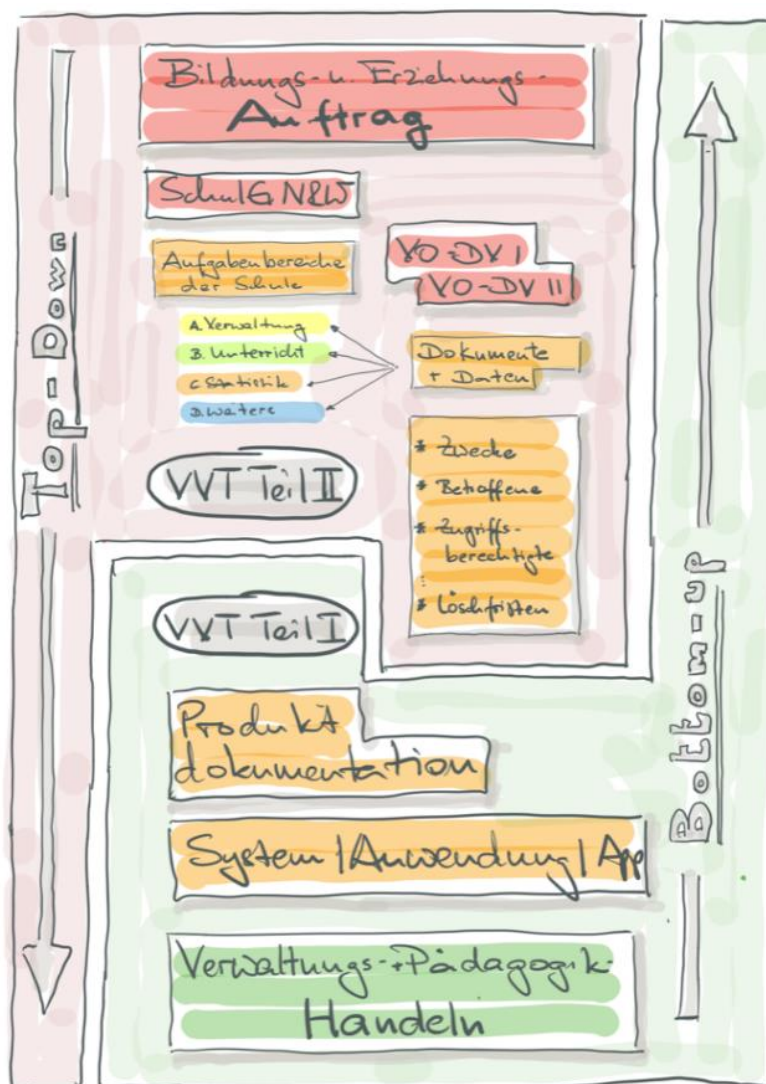 Top-Down
Bildungs- u. Erziehungs-
Auftrag
SchulG NRW
Aufgabenbereiche
der Schule
VO-DV I
VO-DV II
A. Verwaltung
B. Unterricht
C. Statistik
D. Weitere
Dokumente
+ Daten
* Zwecke
* Betroffene
* Zugriffs-
berechtigte
...
* Löschfristen
VVT Teil II
VVT Teil I
Produkt
dokumentation
System / Anwendung / App
Verwaltungs- + Pädagogik-
Handeln
Bottom-up